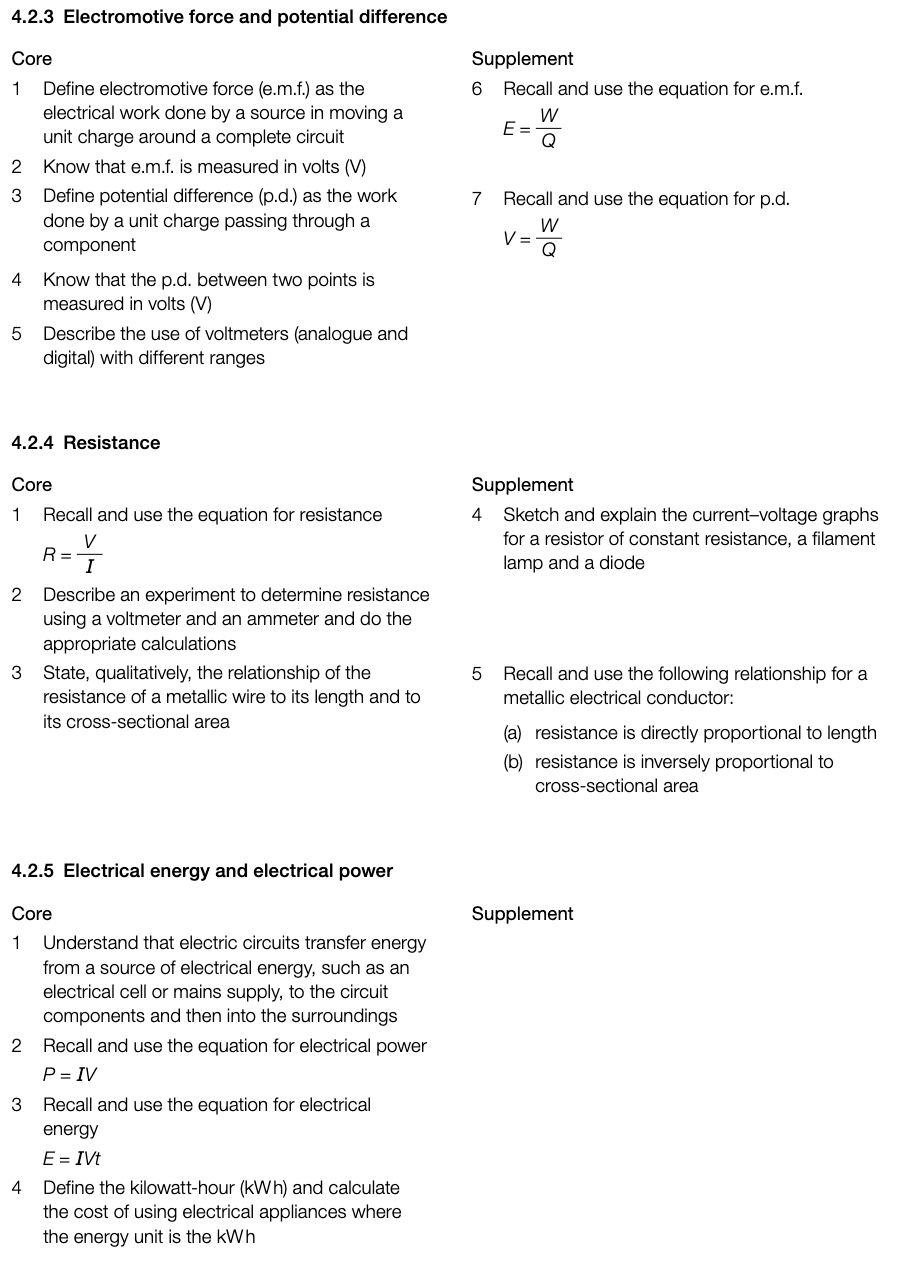 4.2.3 Electromotive force and potential difference
Core
1 Define electromotive force (e.m.f.) as the
electrical work done by a source in moving a
unit charge around a complete circuit
2 Know that e.m.f. is measured in volts (V)
3 Define potential difference (p.d.) as the work
done by a unit charge passing through a
component
4 Know that the p.d. between two points is
measured in volts (V)
5 Describe the use of voltmeters (analogue and
digital) with different ranges
Supplement
6 Recall and use the equation for e.m.f.
E = W/Q
7 Recall and use the equation for p.d.
V = W/Q
4.2.4 Resistance
Core
1 Recall and use the equation for resistance
R = V/I
2 Describe an experiment to determine resistance
using a voltmeter and an ammeter and do the
appropriate calculations
3 State, qualitatively, the relationship of the
resistance of a metallic wire to its length and to
its cross-sectional area
Supplement
4 Sketch and explain the current–voltage graphs
for a resistor of constant resistance, a filament
lamp and a diode
5 Recall and use the following relationship for a
metallic electrical conductor:
(a) resistance is directly proportional to length
(b) resistance is inversely proportional to
cross-sectional area
4.2.5 Electrical energy and electrical power
Core
1 Understand that electric circuits transfer energy
from a source of electrical energy, such as an
electrical cell or mains supply, to the circuit
components and then into the surroundings
2 Recall and use the equation for electrical power
P = IV
3 Recall and use the equation for electrical
energy
E = IVt
4 Define the kilowatt-hour (kWh) and calculate
the cost of using electrical appliances where
the energy unit is the kWh
Supplement